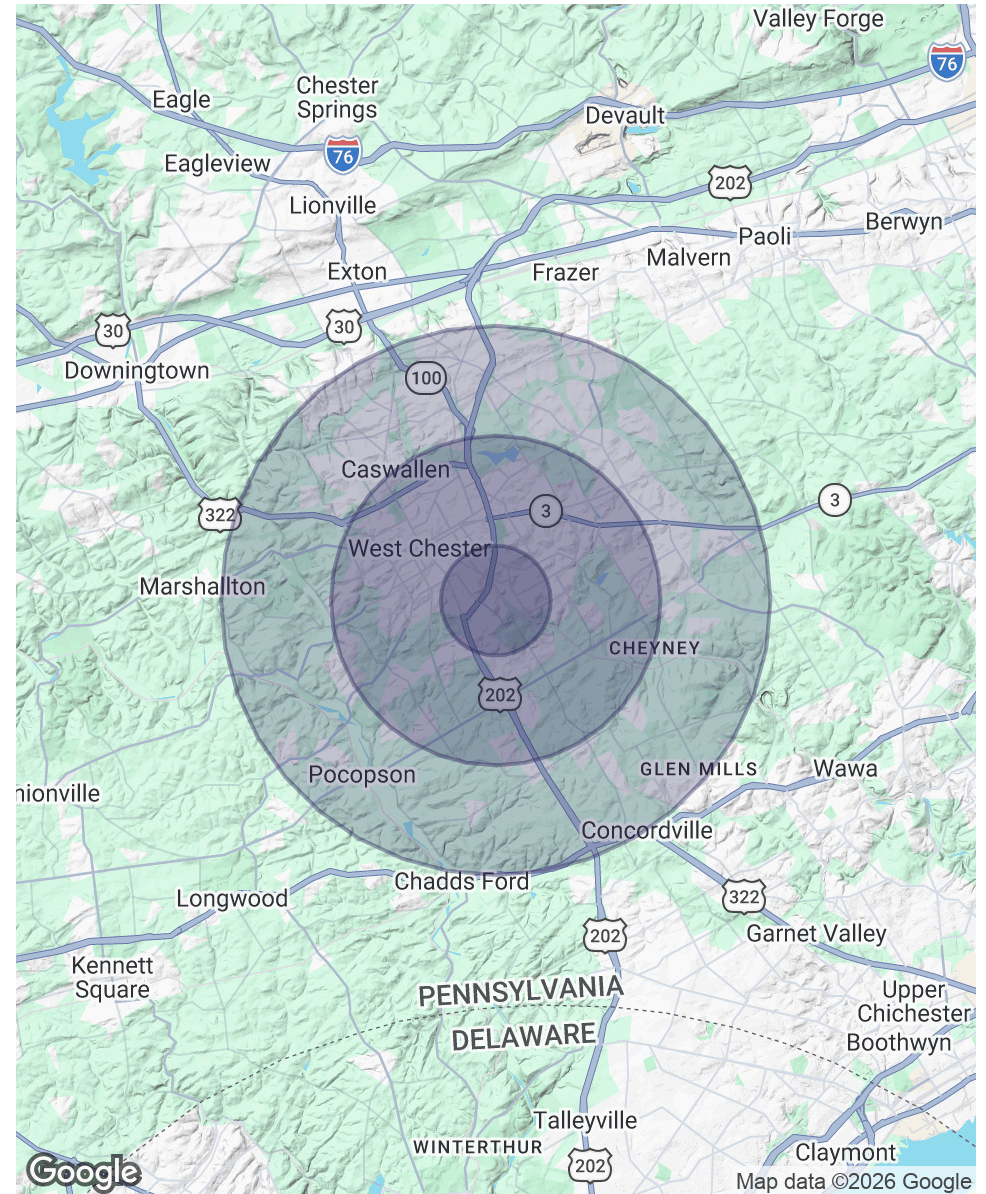 Valley Forge
76
Chester
Springs
Eagle
Devault
76
Eagleview
202
Lionville
Berwyn
Paoli
Malvern
Exton
Frazer
30
30
Downingtown
100
Caswallen
3
3
322
West Chester
Marshallton
CHEYNEY
202
GLEN MILLS
Wawa
Pocopson
nionville
Concordville
Chadds Ford
322
Longwood
202
Garnet Valley
Kennett
Square
PENNSYLVANIA
Upper
Chichester
DELAWARE
Boothwyn
Talleyville
WINTERTHUR
Claymont
202
Google
Map data ©2026 Google